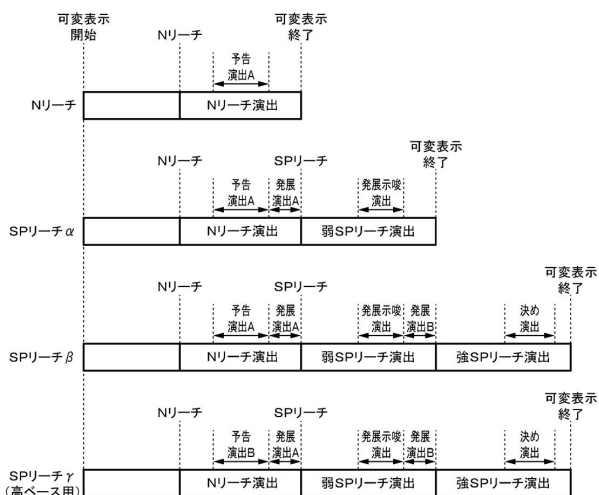 可変表示
開始
Nリーチ
可変表示
終了
予告
演出A
Nリーチ
Nリーチ演出
可変表示
終了
Nリーチ
SPリーチ
予告
演出A
発展
演出A
発展示唆
演出
SPリーチα
Nリーチ演出
弱SPリーチ演出
可変表示
終了
Nリーチ
SPリーチ
予告
演出A
発展
演出A
発展示唆
演出
発展
演出B
決め
演出
SPリーチβ
Nリーチ演出
弱SPリーチ演出
強SPリーチ演出
可変表示
終了
Nリーチ
SPリーチ
予告
演出B
発展
演出A
発展示唆
演出
発展
演出B
決め
演出
SPリーチγ
(高ベース用)
Nリーチ演出
弱SPリーチ演出
強SPリーチ演出